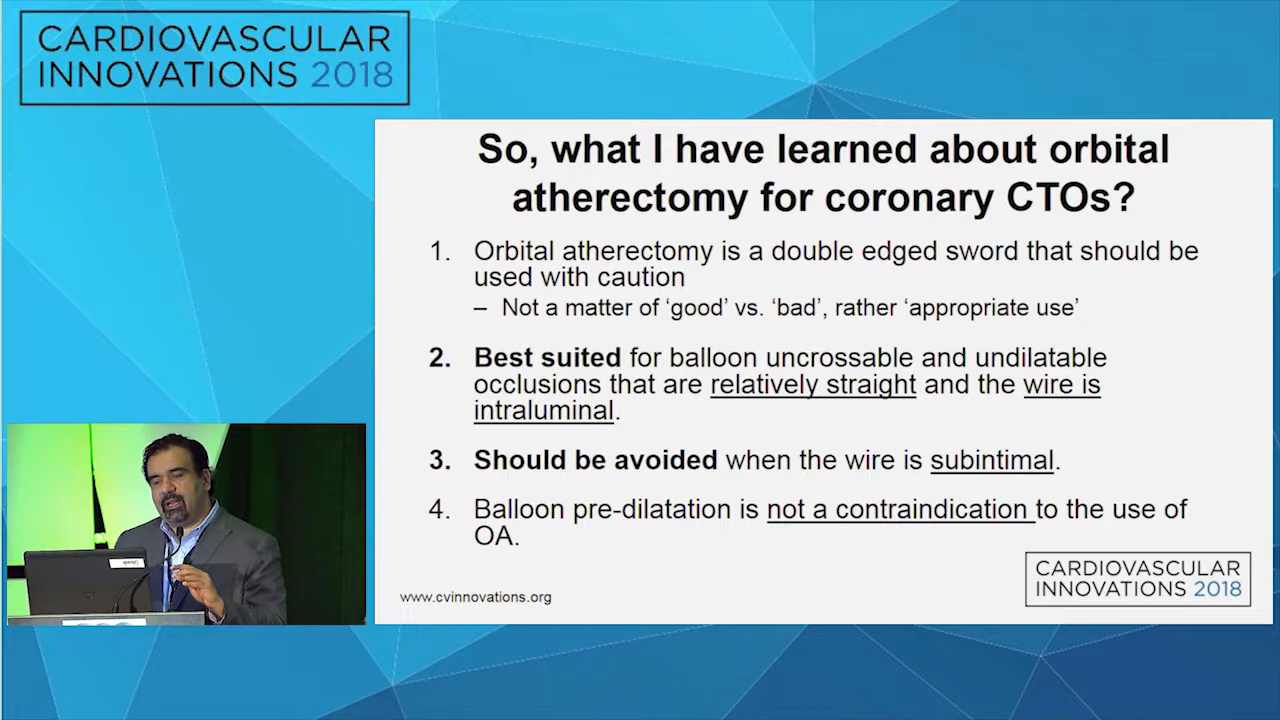 CARDIOVASCULAR
INNOVATIONS 2018
So, what I have learned about orbital
atherectomy for coronary CTOs?
1. Orbital atherectomy is a double edged sword that should be
used with caution
– Not a matter of ‘good’ vs. ‘bad’, rather ‘appropriate use’
2. Best suited for balloon uncrossable and undilatable
occlusions that are relatively straight and the wire is
intraluminal.
3. Should be avoided when the wire is subintimal.
4. Balloon pre-dilatation is not a contraindication to the use of
OA.
www.cvinnovations.org
CARDIOVASCULAR
INNOVATIONS 2018